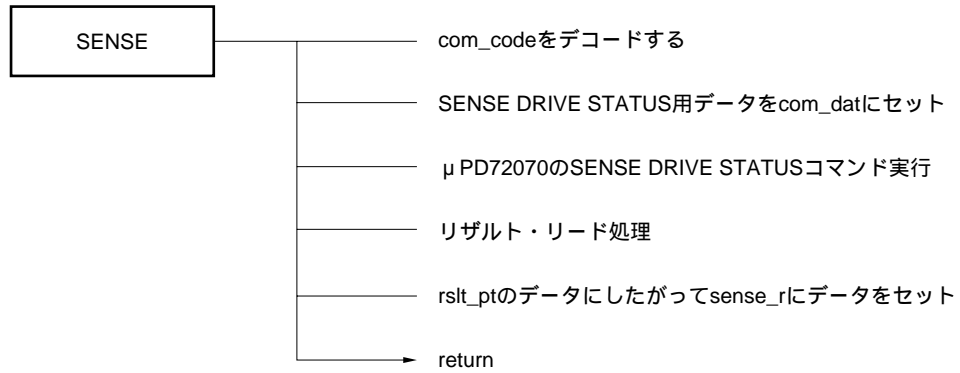 SENSE
com_codeをデコードする
SENSE DRIVE STATUS用データをcom_datにセット
μPD72070のSENSE DRIVE STATUSコマンド実行
リザルト・リード処理
rslt_ptのデータにしたがってsense_rにデータをセット
return